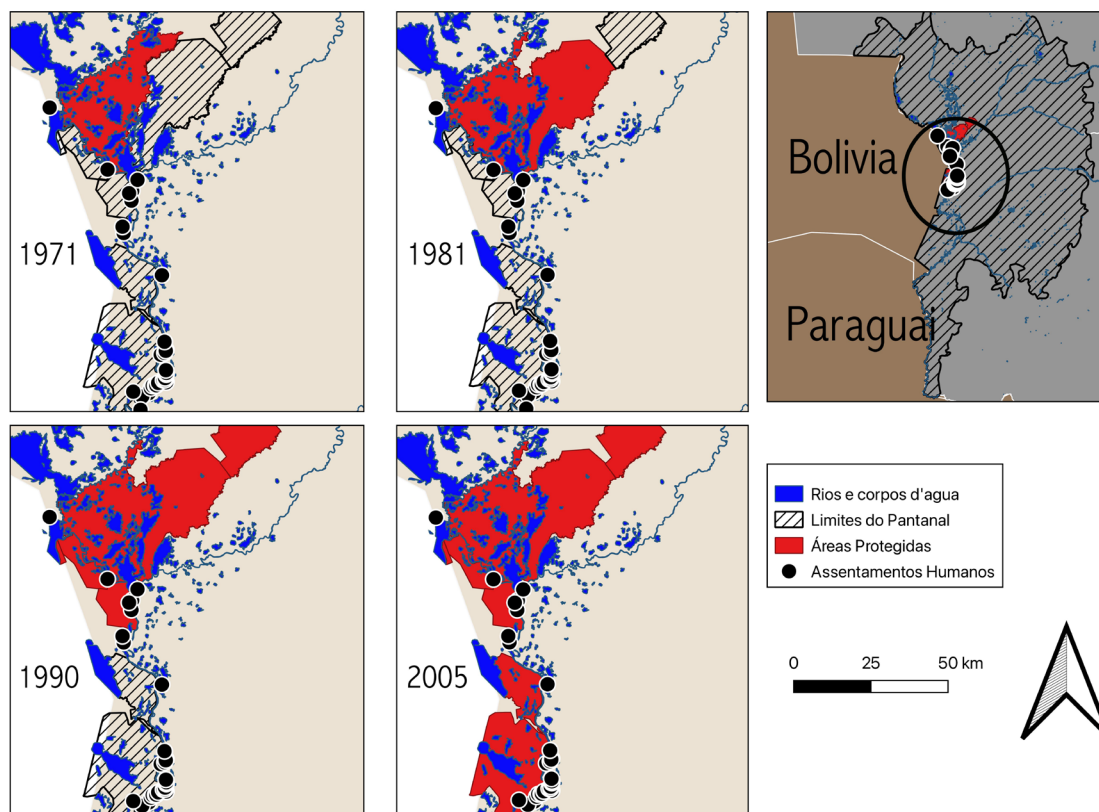 1971
1981
Bolivia
Paraguai
1990
2005
Rios e corpos d'agua
Limites do Pantanal
Áreas Protegidas
Assentamentos Humanos
0 25 50 km